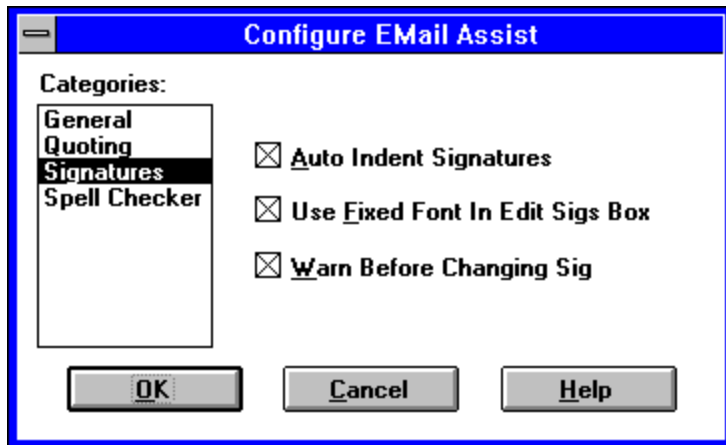 Configure EMail Assist
Categories:
General
Quoting
Signatures
Spell Checker
Auto Indent Signatures
Use Fixed Font In Edit Sigs Box
Warn Before Changing Sig
OK
Cancel
Help